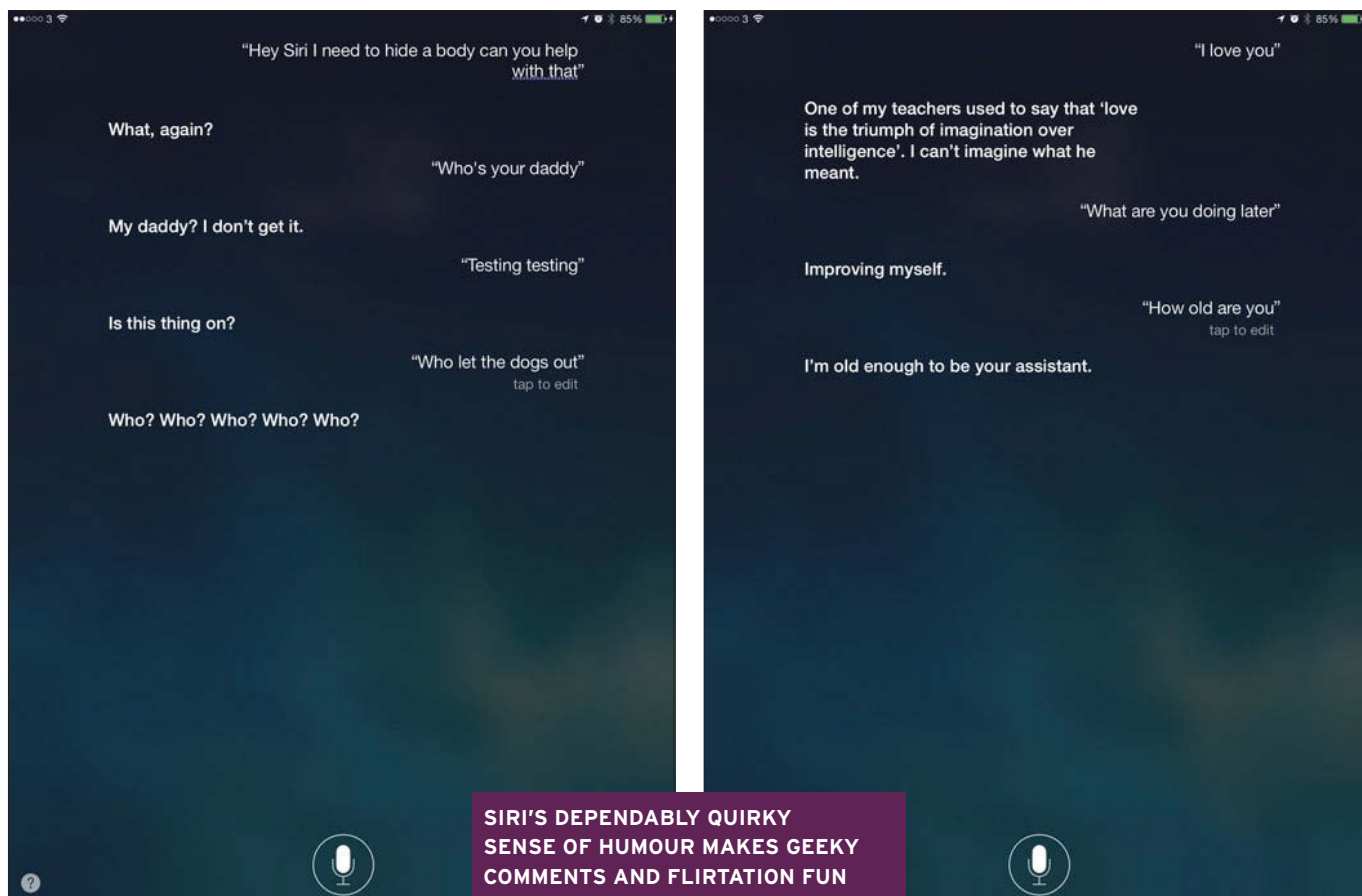 3
85%
“Hey Siri I need to hide a body can you help
with that”
What, again?
“Who's your daddy”
My daddy? I don’t get it.
“Testing testing”
Is this thing on?
“Who let the dogs out”
tap to edit
Who? Who? Who? Who? Who?
?
3
85%
“I love you”
One of my teachers used to say that ‘love
is the triumph of imagination over
intelligence’. I can’t imagine what he
meant.
“What are you doing later”
Improving myself.
“How old are you”
tap to edit
I’m old enough to be your assistant.
SIRI’S DEPENDABLY QUIRKY
SENSE OF HUMOUR MAKES GEEKY
COMMENTS AND FLIRTATION FUN